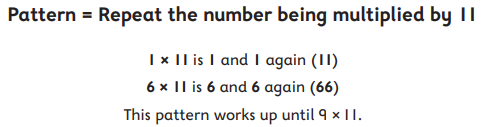 Pattern = Repeat the number being multiplied by 11
1 × 11 is 1 and 1 again (11)
6 × 11 is 6 and 6 again (66)
This pattern works up until 9 × 11.